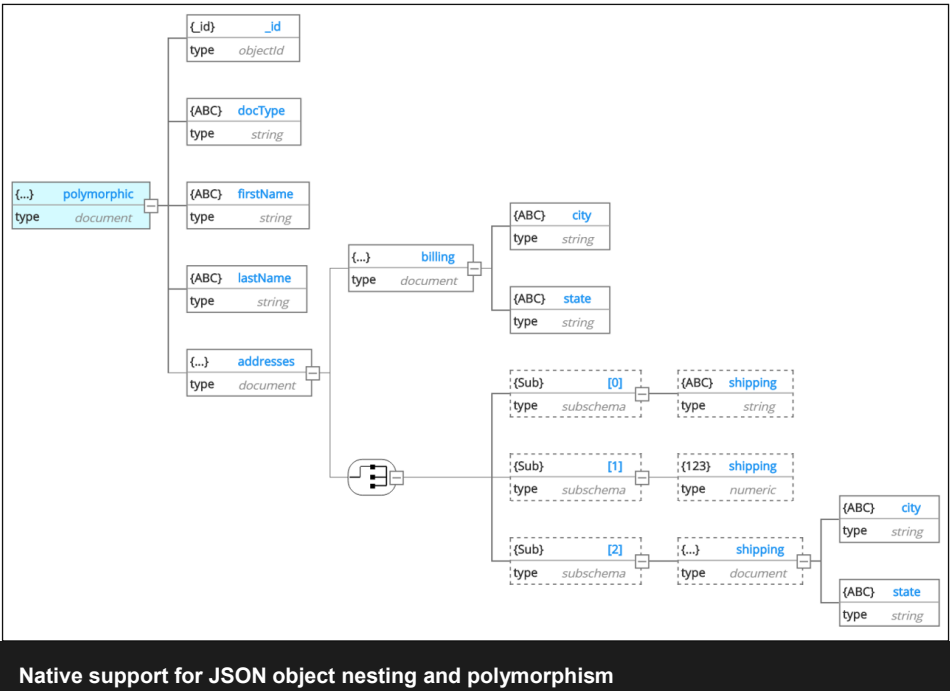 {_id} _id
type objectId
{ABC} docType
type string
{...} polymorphic
type document
{ABC} firstName
type string
{ABC} lastName
type string
{...} addresses
type document
{...} billing
type document
{ABC} city
type string
{ABC} state
type string
{Sub} [0]
type subschema
{ABC} shipping
type string
{Sub} [1]
type subschema
{123} shipping
type numeric
{Sub} [2]
type subschema
{...} shipping
type document
{ABC} city
type string
{ABC} state
type string
Native support for JSON object nesting and polymorphism